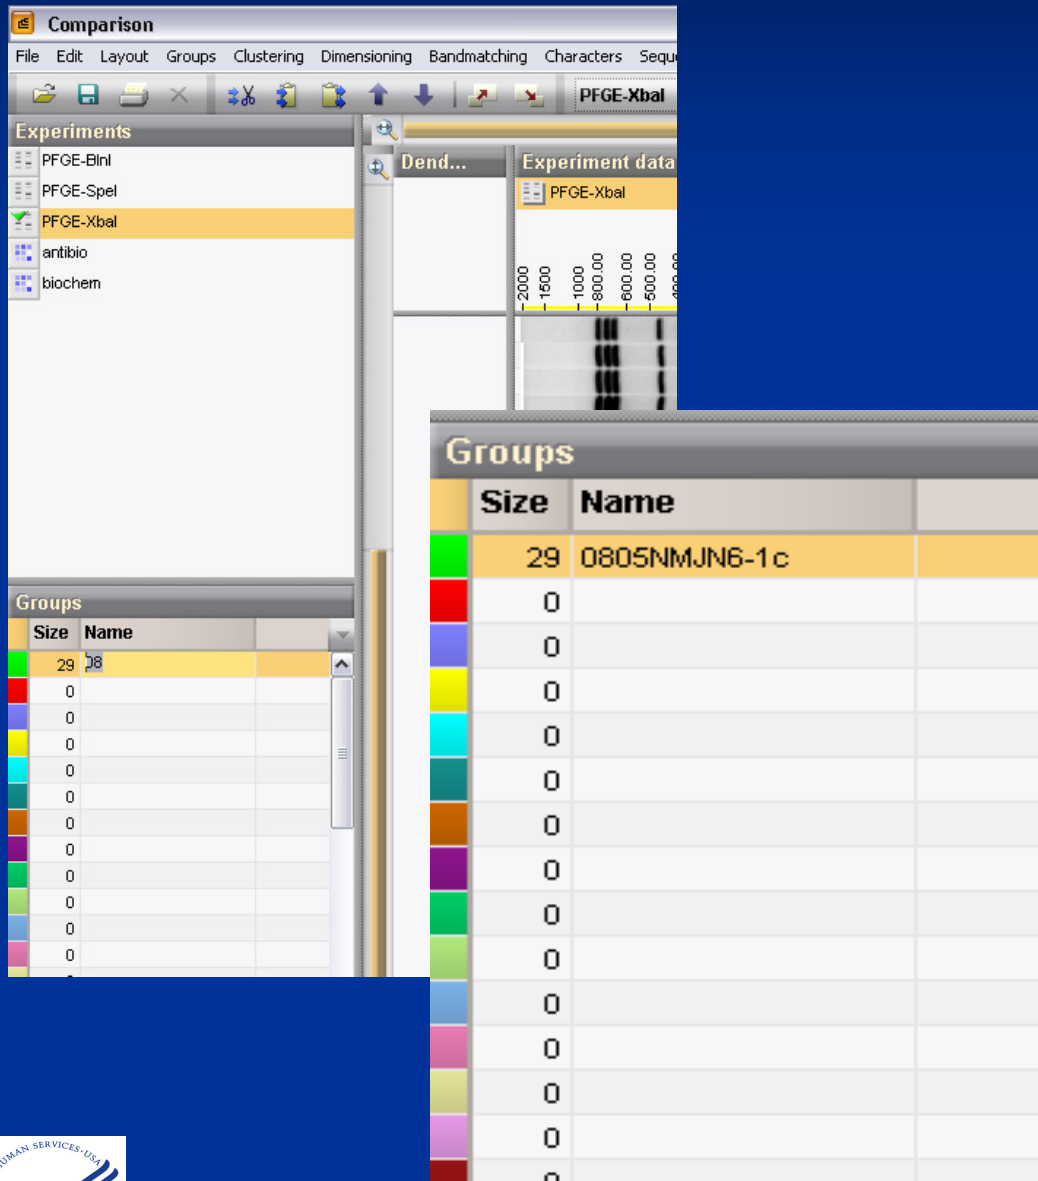 Comparison
File Edit Layout Groups Clustering Dimensioning Bandmatching Characters
PFGE-XbaI
Experiments
PFGE-BlnI
PFGE-SpeI
PFGE-XbaI
antibio
biochem
Dend...
Experiment data
PFGE-XbaI
2000
1500
1000
800.00
600.00
500.00
Groups
Size Name
29 08
0
0
0
0
0
0
0
0
0
0
0
Groups
Size Name
29 0805NMJN6-1c
0
0
0
0
0
0
0
0
0
0
0
0
0
SERVICES•USA